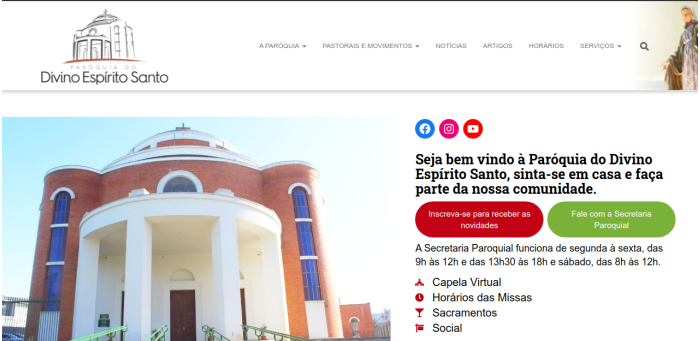 A PARÓQUIA
PASTORAIS E MOVIMENTOS
NOTÍCIAS
ARTIGOS
HORÁRIOS
SERVIÇOS
PARÓQUIA DO
Divino Espírito Santo
Seja bem vindo à Paróquia do Divino
Espírito Santo, sinta-se em casa e faça
parte da nossa comunidade.
Inscreva-se para receber as
novidades
Fale com a Secretaria
Paroquial
A Secretaria Paroquial funciona de segunda à sexta, das
9h às 12h e das 13h30 às 18h e sábado, das 8h às 12h.
Capela Virtual
Horários das Missas
Sacramentos
Social